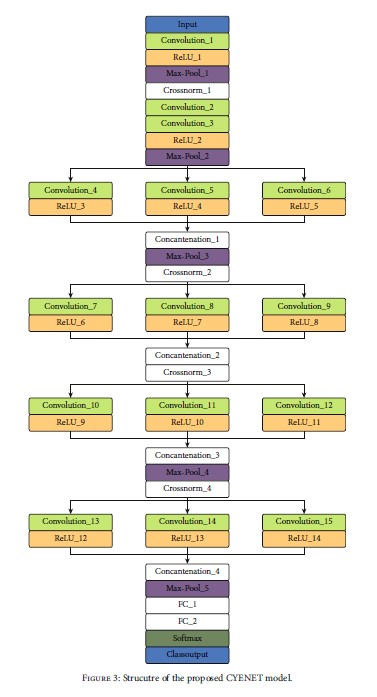 Input
Convolution_1
ReLU_1
Max-Pool_1
Crossnorm_1
Convolution_2
Convolution_3
ReLU_2
Max-Pool_2
Convolution_4 Convolution_5 Convolution_6
ReLU_3 ReLU_4 ReLU_5
Concantenation_1
Max-Pool_3
Crossnorm_2
Convolution_7 Convolution_8 Convolution_9
ReLU_6 ReLU_7 ReLU_8
Concantenation_2
Crossnorm_3
Convolution_10 Convolution_11 Convolution_12
ReLU_9 ReLU_10 ReLU_11
Concantenation_3
Max-Pool_4
Crossnorm_4
Convolution_13 Convolution_14 Convolution_15
ReLU_12 ReLU_13 ReLU_14
Concantenation_4
Max-Pool_5
FC_1
FC_2
Softmax
Classoutput
Figure 3: Strucutre of the proposed CYENET model.